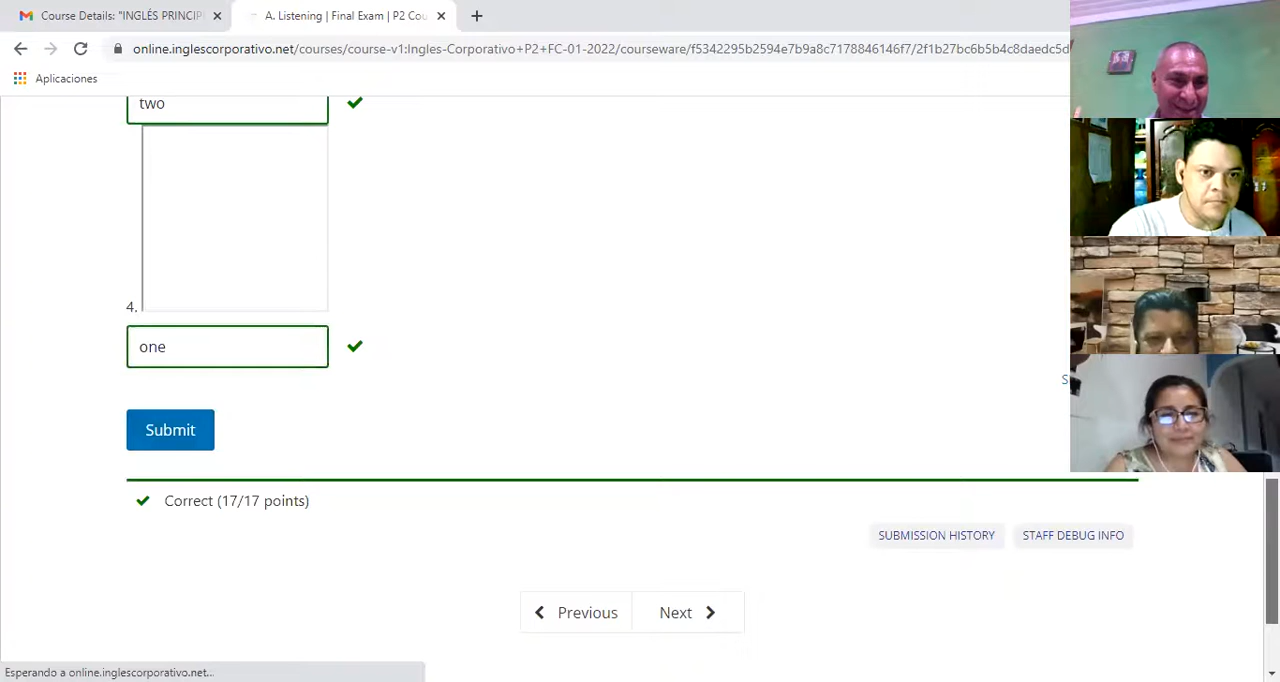 Course Details: "INGLÉS PRINCIP
A. Listening | Final Exam | P2 Cou
online.inglescorporativo.net/courses/course-v1:Ingles-Corporativo+P2+FC-01-2022/courseware/f5342295b2594e7b9a8c7178846146f7/2f1b27bc6b5b4c8daedc5d
Aplicaciones
two
4.
one
S
Submit
Correct (17/17 points)
SUBMISSION HISTORY
STAFF DEBUG INFO
Previous
Next
Esperando a online.inglescorporativo.net...